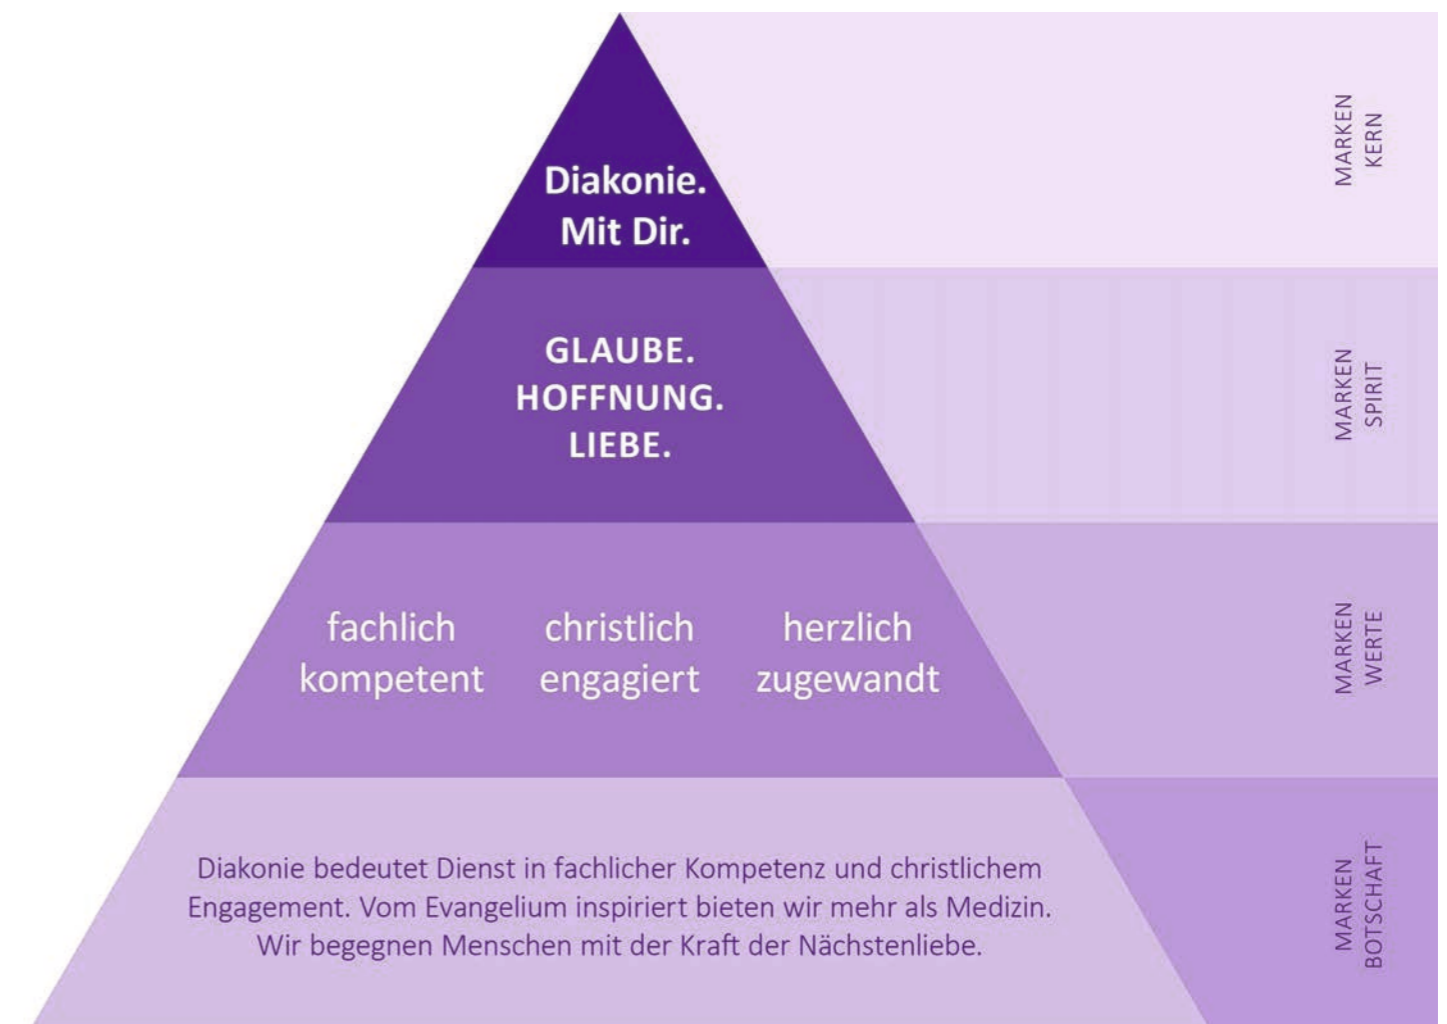 Diakonie.
Mit Dir.
MARKEN
KERN
GLAUBE.
HOFFNUNG.
LIEBE.
MARKEN
SPIRIT
fachlich
kompetent
christlich
engagiert
herzlich
zugewandt
MARKEN
WERTE
Diakonie bedeutet Dienst in fachlicher Kompetenz und christlichem
Engagement. Vom Evangelium inspiriert bieten wir mehr als Medizin.
Wir begegnen Menschen mit der Kraft der Nächstenliebe.
MARKEN
BOTSCHAFT